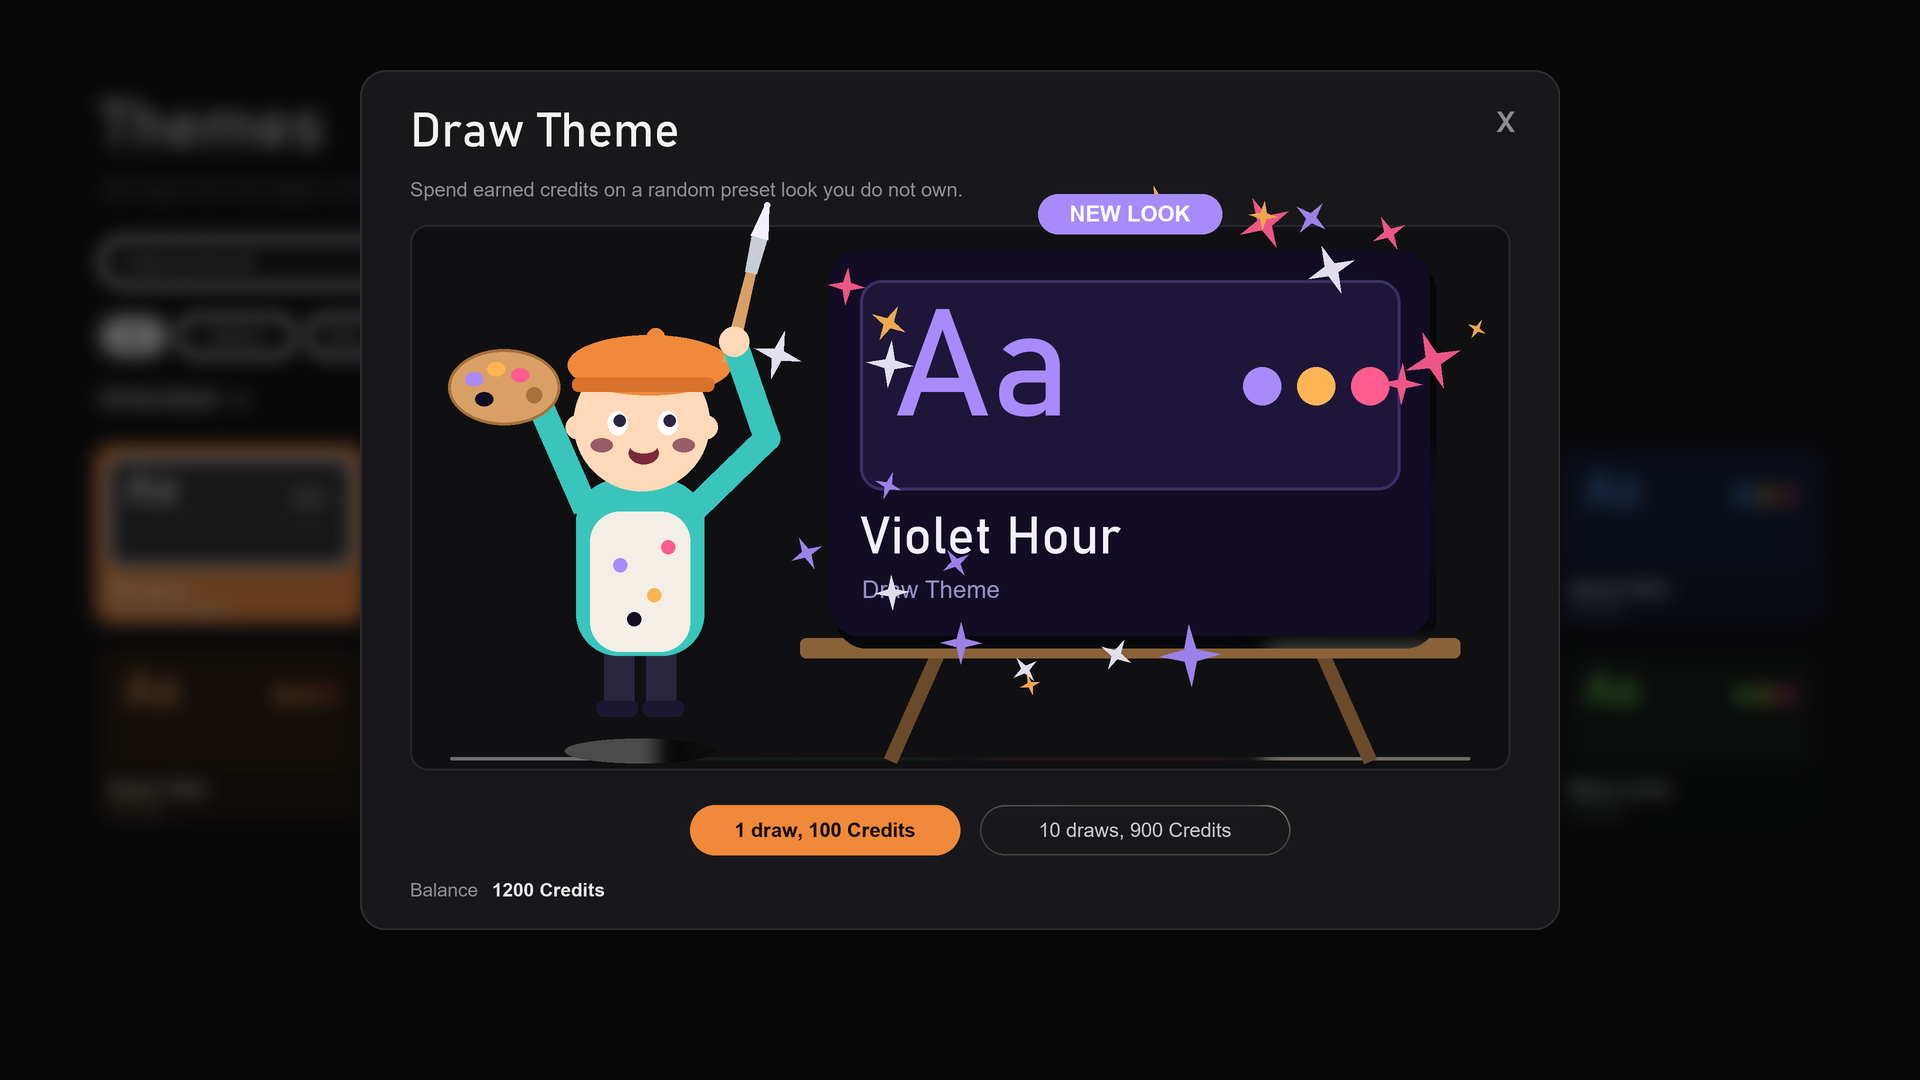 Themes
Draw Theme
X
Spend earned credits on a random preset look you do not own.
NEW LOOK
Aa
Violet Hour
Draw Theme
1 draw, 100 Credits
10 draws, 900 Credits
Balance 1200 Credits